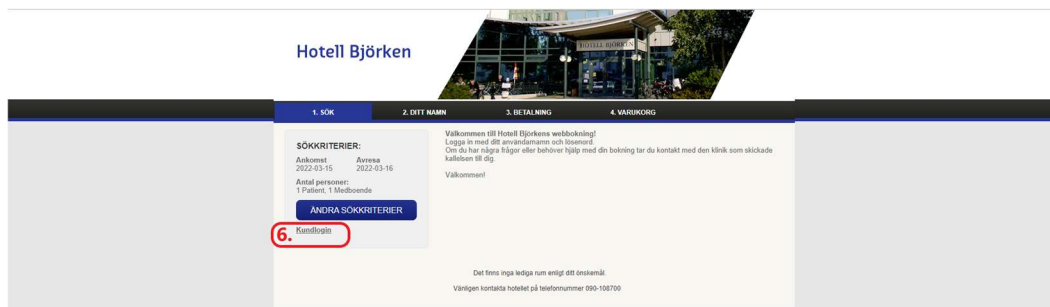 Hotell Björken
HOTELL BJÖRKEN
1. SÖK
2. DITT NAMN
3. BETALNING
4. VARUKORG
SÖKKRITERIER:
Ankomst Avresa
2022-03-15 2022-03-16
Antal personer:
1 Patient, 1 Medboende
ÄNDRA SÖKKRITERIER
6. Kundlogin
Välkommen till Hotell Björkens webbokning!
Logga in med ditt användarnamn och lösenord.
Om du har några frågor eller behöver hjälp med din bokning tar du kontakt med den klinik som skickade
kallelsen till dig.
Välkommen!
Det finns inga lediga rum enligt ditt önskemål.
Vänligen kontakta hotellet på telefonnummer 090-108700